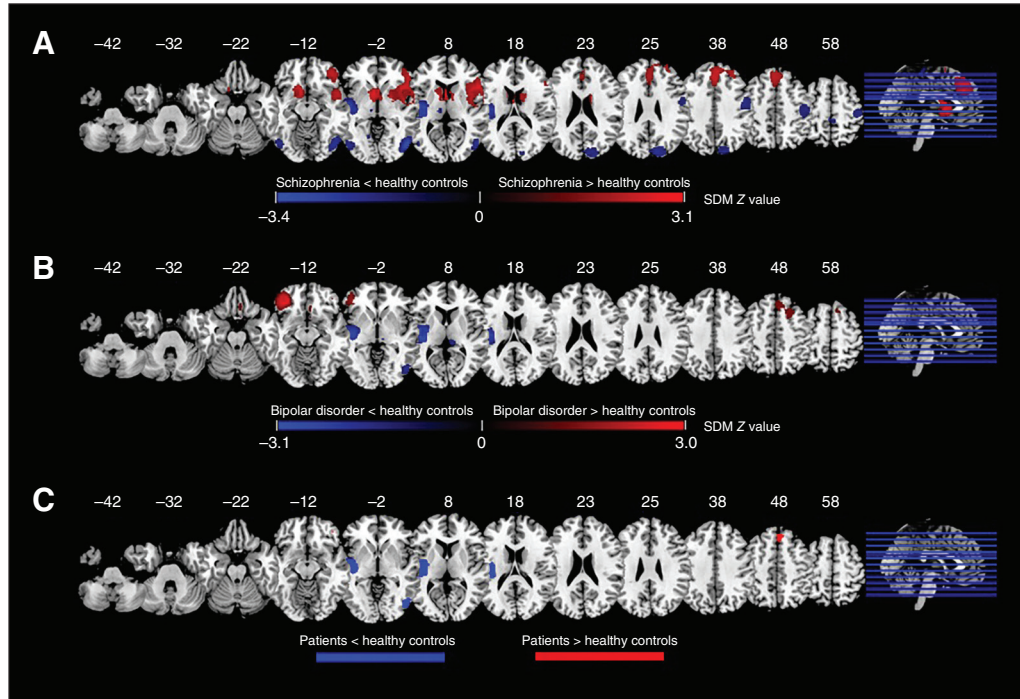 A
–42 –32 –22 –12 –2 8 18 23 25 38 48 58
Schizophrenia < healthy controls Schizophrenia > healthy controls
SDM Z value
–3.4 0 3.1
B
–42 –32 –22 –12 –2 8 18 23 25 38 48 58
Bipolar disorder < healthy controls Bipolar disorder > healthy controls
SDM Z value
–3.1 0 3.0
C
–42 –32 –22 –12 –2 8 18 23 25 38 48 58
Patients < healthy controls Patients > healthy controls